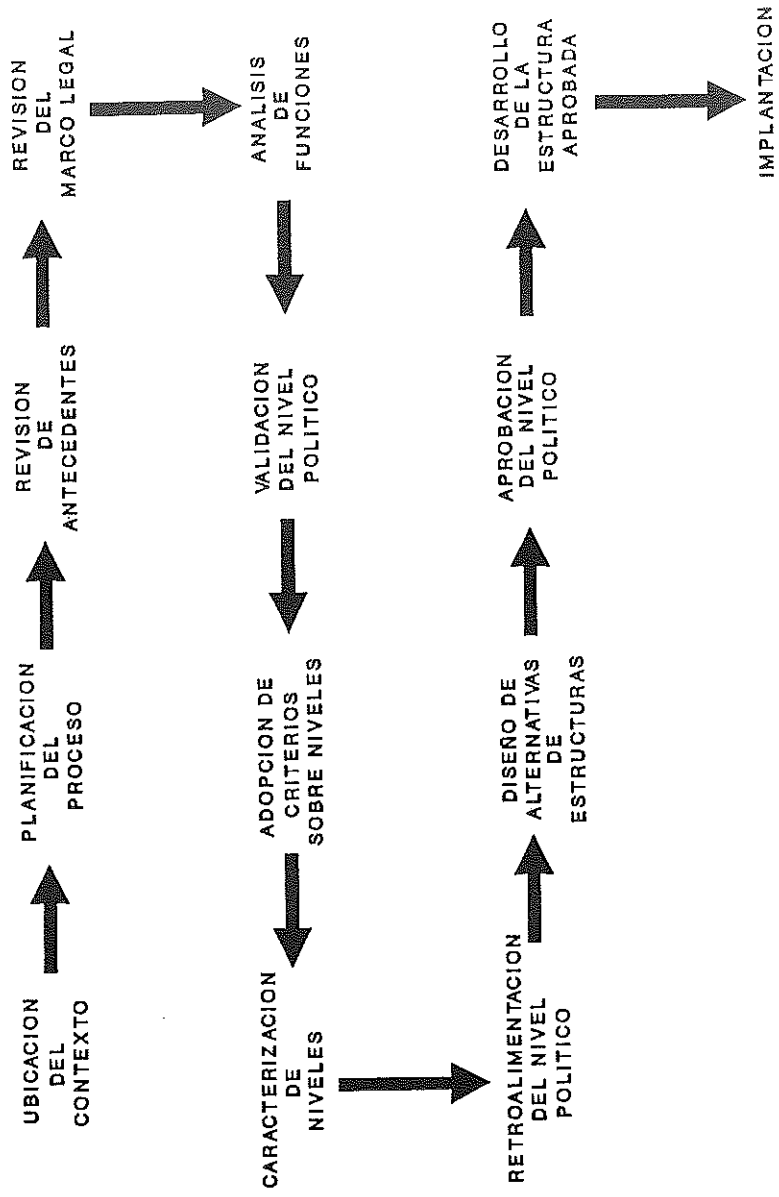 UBICACION
DEL
CONTEXTO
PLANIFICACION
DEL
PROCESO
REVISION
DE
ANTECEDENTES
REVISION
DEL
MARCO LEGAL
ANALISIS
DE
FUNCIONES
VALIDACION
DEL NIVEL
POLITICO
ADOPCION DE
CRITERIOS
SOBRE NIVELES
CARACTERIZACION
DE
NIVELES
RETROALIMENTACION
DEL NIVEL
POLITICO
DISEÑO DE
ALTERNATIVAS
DE
ESTRUCTURAS
APROBACION
DEL NIVEL
POLITICO
DESARROLLO
DE LA
ESTRUCTURA
APROBADA
IMPLANTACION